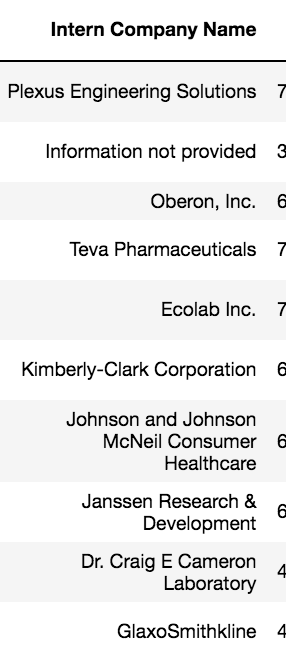 Intern Company Name
Plexus Engineering Solutions 7
Information not provided 3
Oberon, Inc. 6
Teva Pharmaceuticals 7
Ecolab Inc. 7
Kimberly-Clark Corporation 6
Johnson and Johnson
McNeil Consumer 6
Healthcare
Janssen Research & 6
Development
Dr. Craig E Cameron 4
Laboratory
GlaxoSmithkline 4